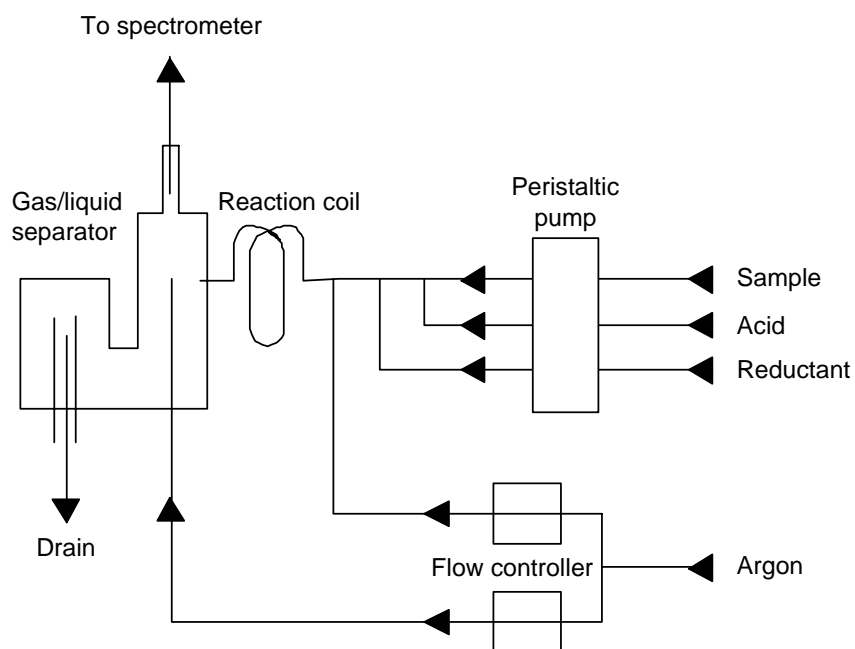 To spectrometer
Gas/liquid
separator
Reaction coil
Peristaltic
pump
Sample
Acid
Reductant
Drain
Flow controller
Argon